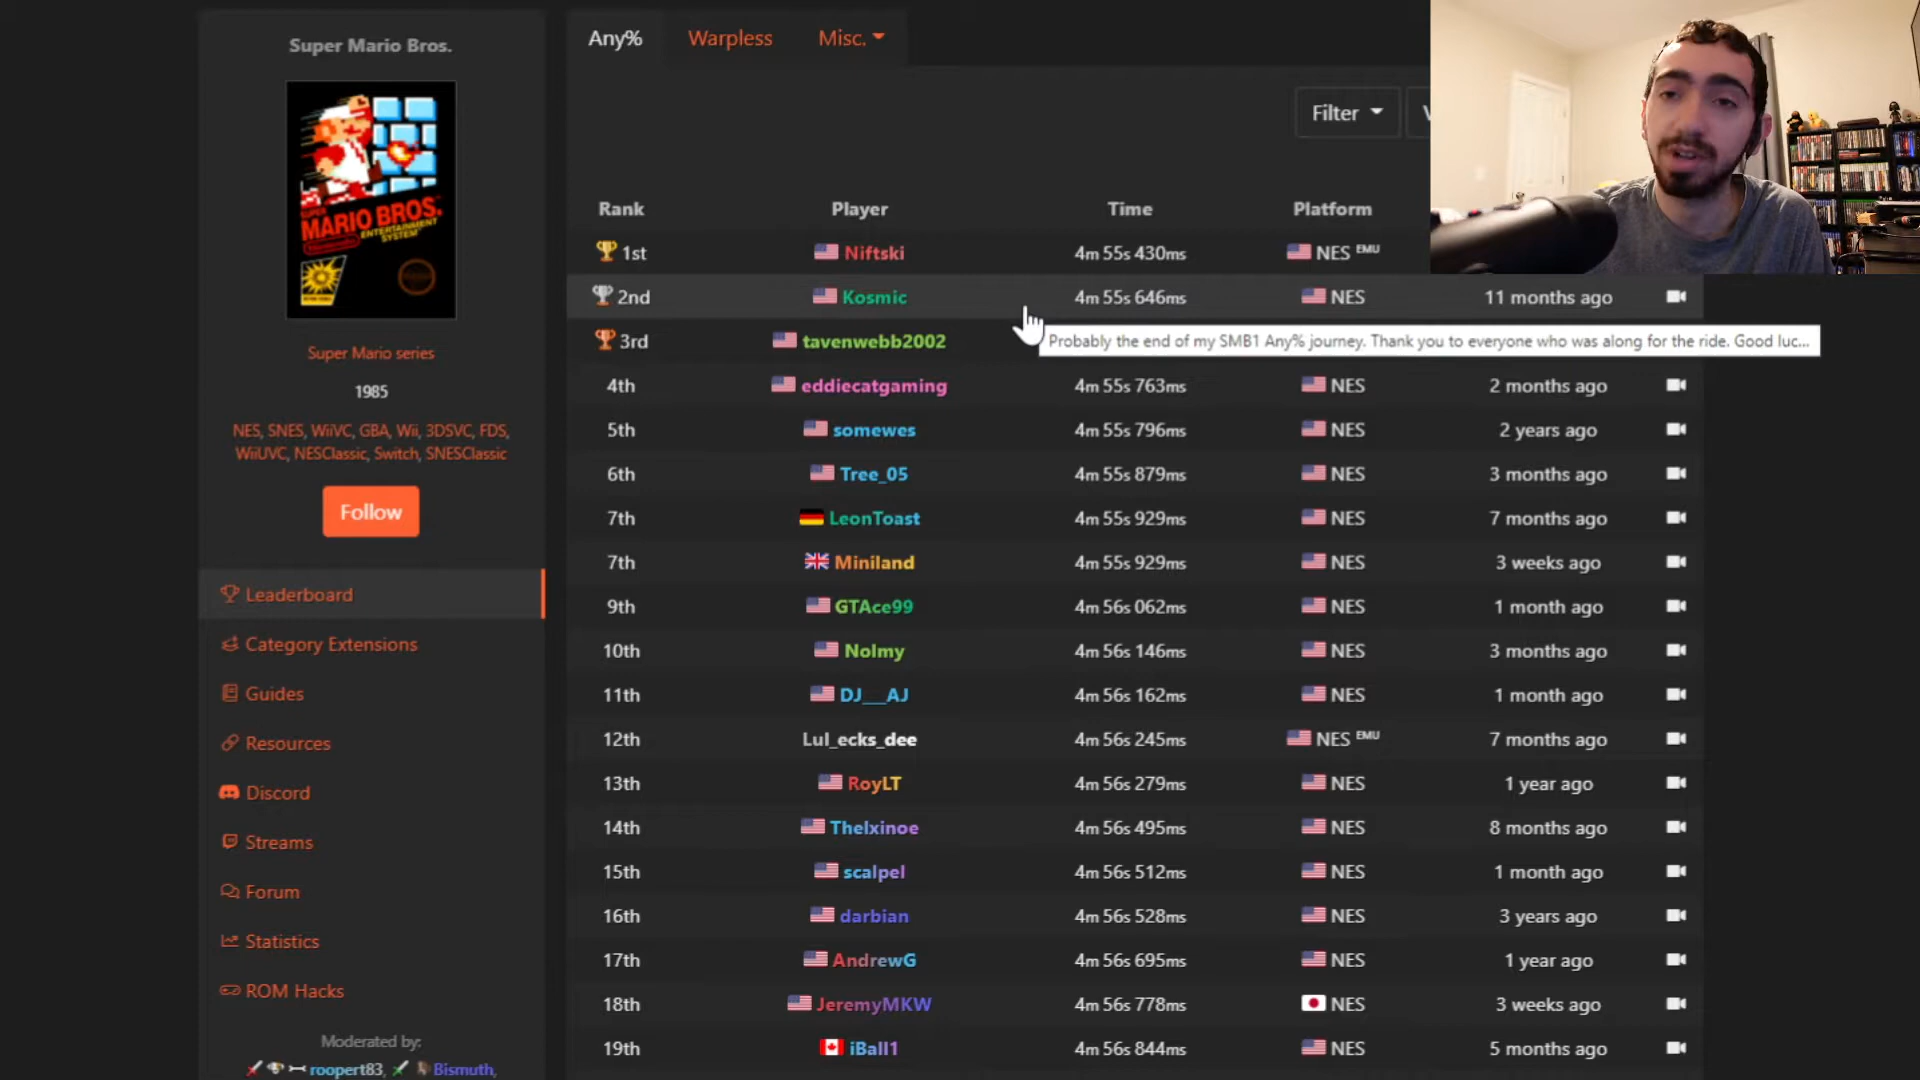 Super Mario Bros.
SUPER
MARIO BROS.
ENTERTAINMENT
SYSTEM
Super Mario series
1985
NES, SNES, WiiVC, GBA, Wii, 3DSVC, FDS,
WiiUVC, NESClassic, Switch, SNESClassic
Follow
Leaderboard
Category Extensions
Guides
Resources
Discord
Streams
Forum
Statistics
ROM Hacks
Moderated by:
roopert83, Bismuth,
Any% Warpless Misc.
Filter
Rank Player Time Platform
1st Niftski 4m 55s 430ms NES EMU
2nd Kosmic 4m 55s 646ms NES 11 months ago
3rd tavenwebb2002 Probably the end of my SMB1 Any% journey. Thank you to everyone who was along for the ride. Good luc...
4th eddiecatgaming 4m 55s 763ms NES 2 months ago
5th somewes 4m 55s 796ms NES 2 years ago
6th Tree_05 4m 55s 879ms NES 3 months ago
7th LeonToast 4m 55s 929ms NES 7 months ago
7th Miniland 4m 55s 929ms NES 3 weeks ago
9th GTAce99 4m 56s 062ms NES 1 month ago
10th Nolmy 4m 56s 146ms NES 3 months ago
11th DJ___AJ 4m 56s 162ms NES 1 month ago
12th Lul_ecks_dee 4m 56s 245ms NES EMU 7 months ago
13th RoyLT 4m 56s 279ms NES 1 year ago
14th Thelxinoe 4m 56s 495ms NES 8 months ago
15th scalpel 4m 56s 512ms NES 1 month ago
16th darbian 4m 56s 528ms NES 3 years ago
17th AndrewG 4m 56s 695ms NES 1 year ago
18th JeremyMKW 4m 56s 778ms NES 3 weeks ago
19th iBall1 4m 56s 844ms NES 5 months ago